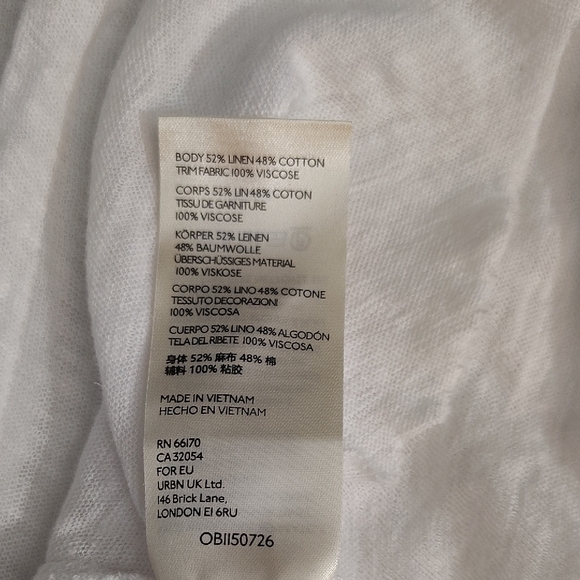 BODY 52% LINEN 48% COTTON
TRIM FABRIC 100% VISCOSE
CORPS 52% LIN 48% COTON
TISSU DE GARNITURE
100% VISCOSE
KÖRPER 52% LEINEN
48% BAUMWOLLE
ÜBERSCHÜSSIGES MATERIAL
100% VISKOSE
CORPO 52% LINO 48% COTONE
TESSUTO DECORAZIONI
100% VISCOSA
CUERPO 52% LINO 48% ALGODÓN
TELA DEL RIBETE 100% VISCOSA
身体 52% 麻布 48% 棉
辅料 100% 粘胶
MADE IN VIETNAM
HECHO EN VIETNAM
RN 66170
CA 32054
FOR EU
URBN UK Ltd.
146 Brick Lane,
LONDON E1 6RU
OB1150726